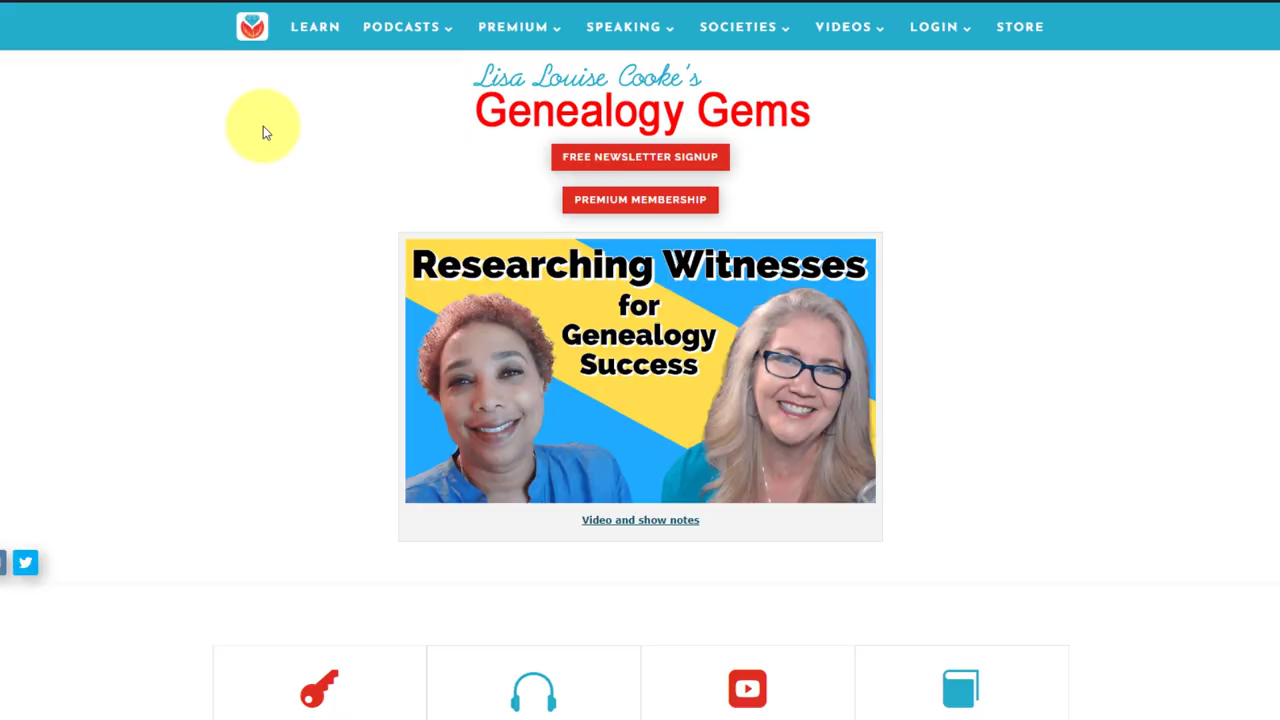 LEARN PODCASTS PREMIUM SPEAKING SOCIETIES VIDEOS LOGIN STORE
Lisa Louise Cooke's
Genealogy Gems
FREE NEWSLETTER SIGNUP
PREMIUM MEMBERSHIP
Researching Witnesses
for
Genealogy
Success
Video and show notes